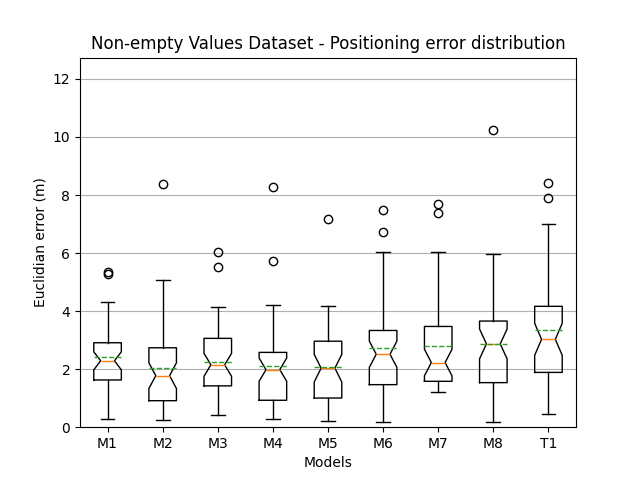 Non-empty Values Dataset - Positioning error distribution
12
10
8
6
4
2
0
Euclidian error (m)
M1 M2 M3 M4 M5 M6 M7 M8 T1
Models